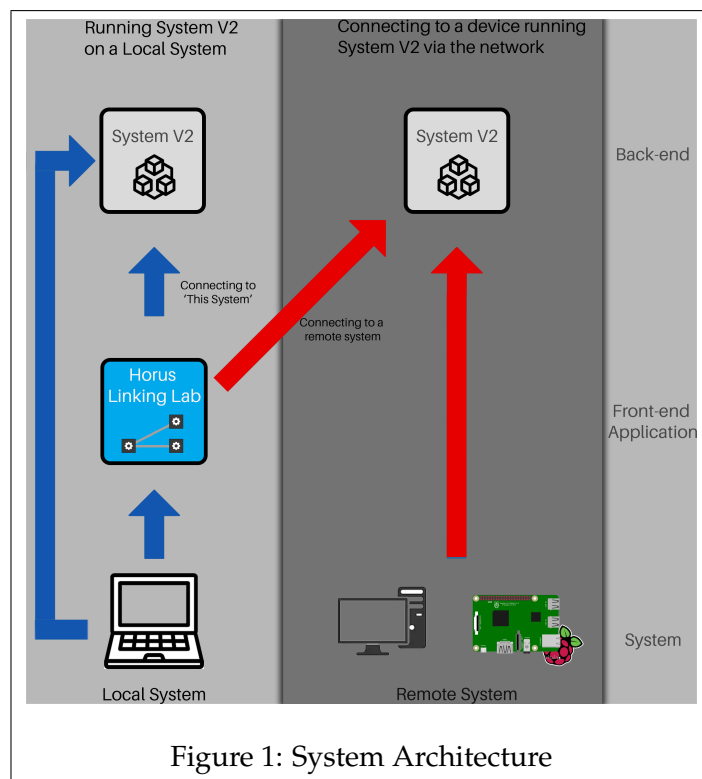 Running System V2
on a Local System
Connecting to a device running
System V2 via the network
System V2
System V2
Back-end
Connecting to
‘This System’
Connecting to a
remote system
Horus
Linking Lab
Front-end
Application
System
Local System
Remote System
Figure 1: System Architecture